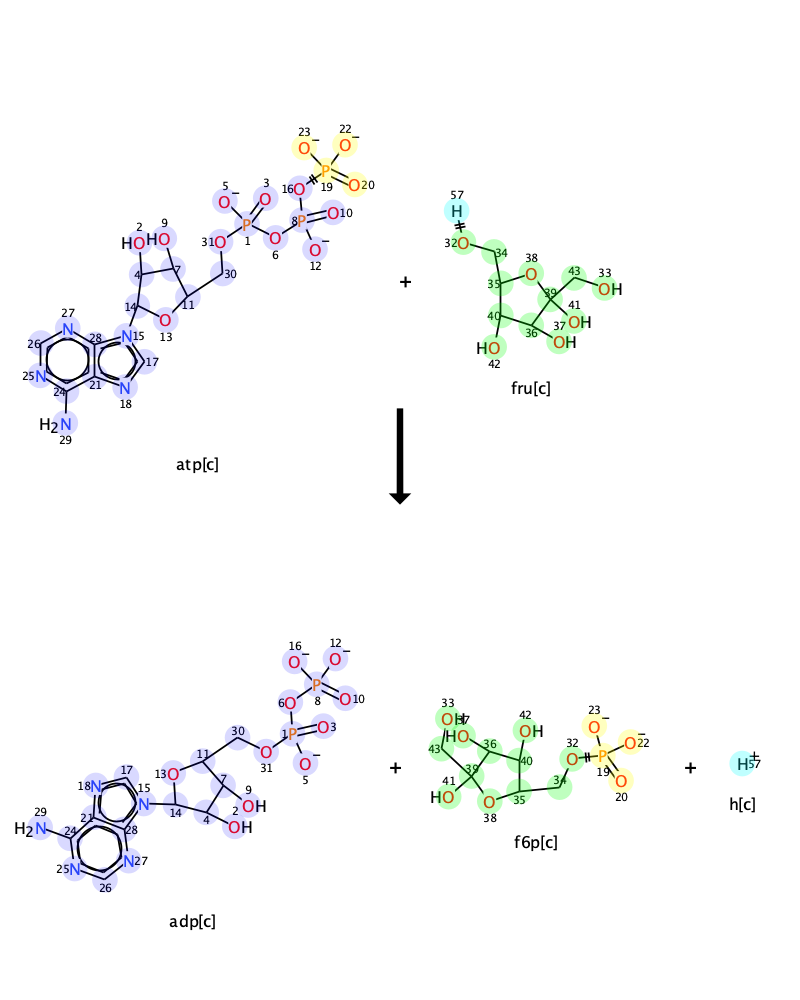 23 O− 22 O−
5 O− 3 O 16 O P 19 O 20
57 H
2 HO 9 HO P 1 8 P O 10
31 O O 6 O− 12
32 O 34
4 7 30
35 38 O 43 33 OH
14 O 13 11
39 41 OH
27 N 28 N 15
40 36 37 OH
26 17
HO 42
25 N 24 21 N 18
fru[c]
H2N 29
atp[c]
+
16 O− 12 O−
6 O P 8 O 10
33 OH 37 HO 36 42 OH 23 O−
30 1 P O 3
43 40 32 O P 19 O− 22
31 O O− 5
41 HO 39 O 38 35 34 O 20
13 O 11 7 9 OH
+ + H+ 57
18 N 17 15 N 14 4 2 OH
h[c]
29 H2N 24 21 28
f6p[c]
25 N 26 N 27
adp[c]